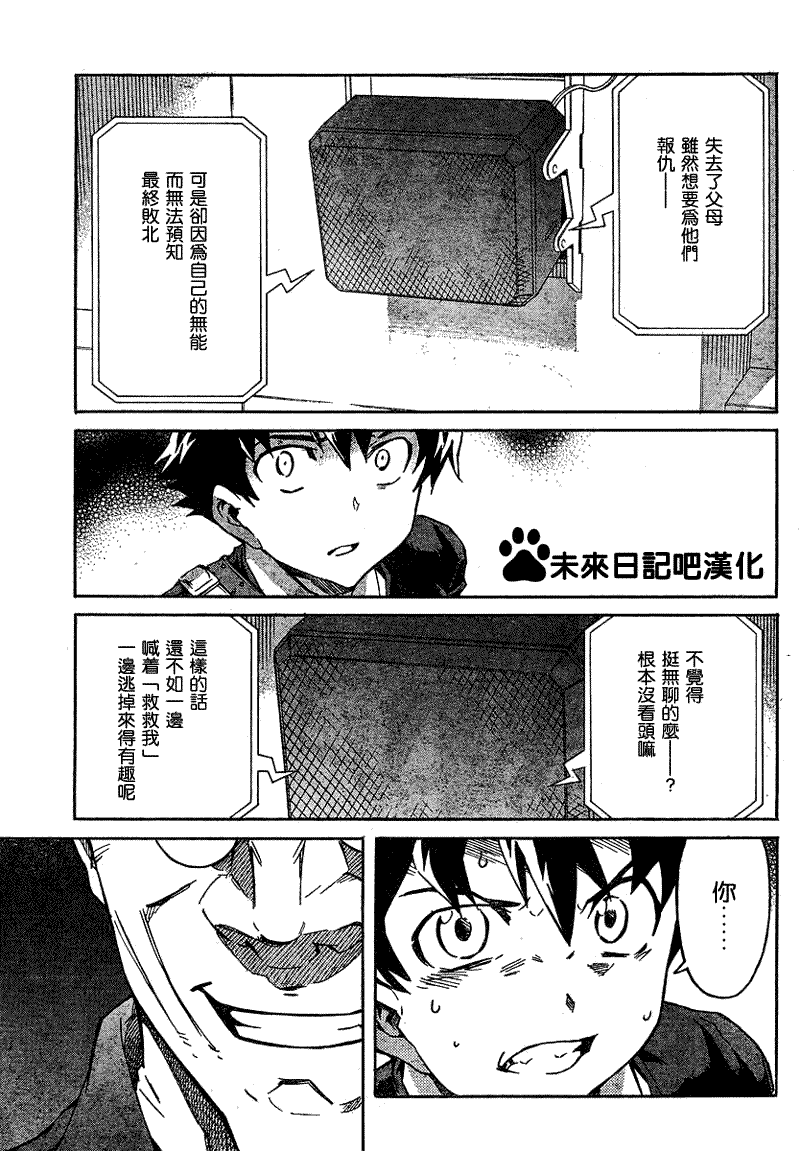 失去了父母
雖然想要爲他們
報仇——
可是卻因爲自己的無能
而無法預知
最終敗北
未來日記吧漢化
不覺得
挺無聊的麼——？
根本沒看頭嘛
這樣的話
還不如一邊
喊着「救救我」
一邊逃掉來得有趣呢
你……